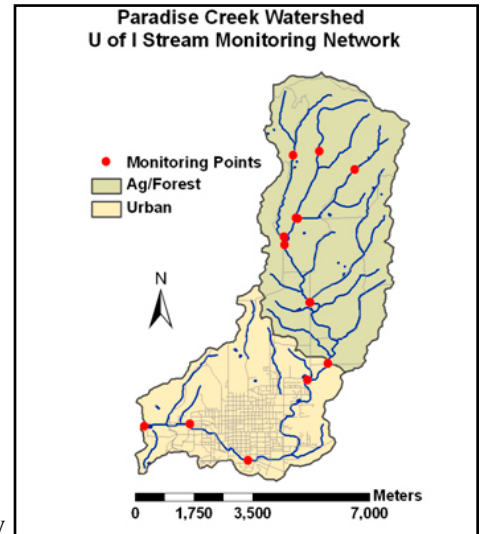 Paradise Creek Watershed
U of I Stream Monitoring Network
Monitoring Points
Ag/Forest
Urban
N
Meters
0 1,750 3,500 7,000
y